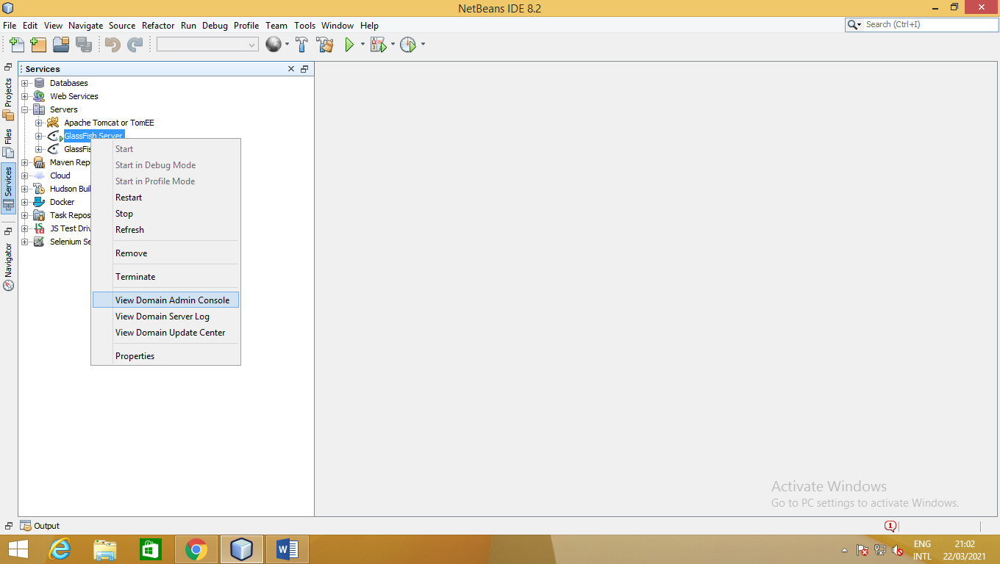 NetBeans IDE 8.2
File Edit View Navigate Source Refactor Run Debug Profile Team Tools Window Help
Search (Ctrl+I)
Services
Projects
Files
Services
Navigator
Databases
Web Services
Servers
Apache Tomcat or TomEE
GlassFish Server
GlassFis
Maven Rep
Cloud
Hudson Buil
Docker
Task Repos
JS Test Driv
Selenium Se
Start
Start in Debug Mode
Start in Profile Mode
Restart
Stop
Refresh
Remove
Terminate
View Domain Admin Console
View Domain Server Log
View Domain Update Center
Properties
Activate Windows
Go to PC settings to activate Windows.
Output
1
ENG 21:02
INTL 22/03/2021